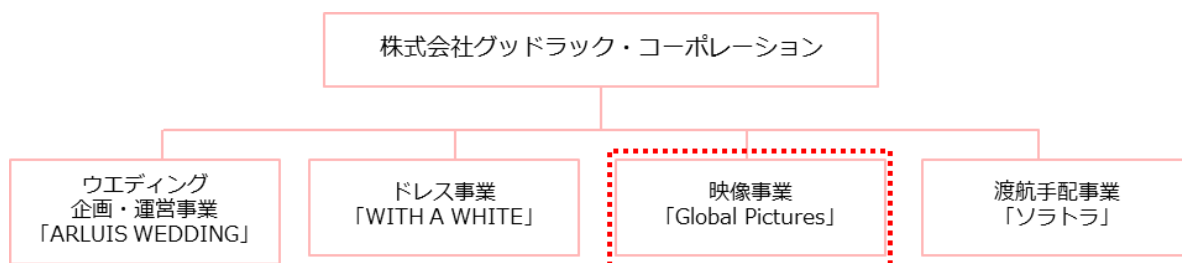 株式会社グッドラック・コーポレーション
ウエディング
企画・運営事業
「ARLUIS WEDDING」
ドレス事業
「WITH A WHITE」
映像事業
「Global Pictures」
渡航手配事業
「ソラトラ」